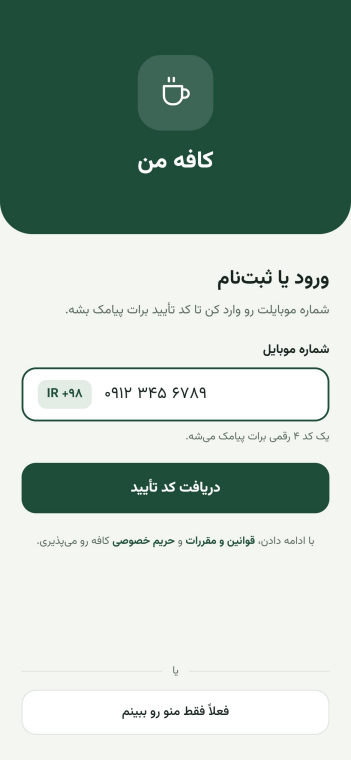 کافه من
ورود یا ثبت‌نام
شماره موبایلت رو وارد کن تا کد تأیید برات پیامک بشه.
شماره موبایل
IR +۹۸ ۰۹۱۲ ۳۴۵ ۶۷۸۹
یک کد ۴ رقمی برات پیامک می‌شه.
دریافت کد تأیید
با ادامه دادن، قوانین و مقررات و حریم خصوصی کافه رو می‌پذیری.
یا
فعلاً فقط منو رو ببینم